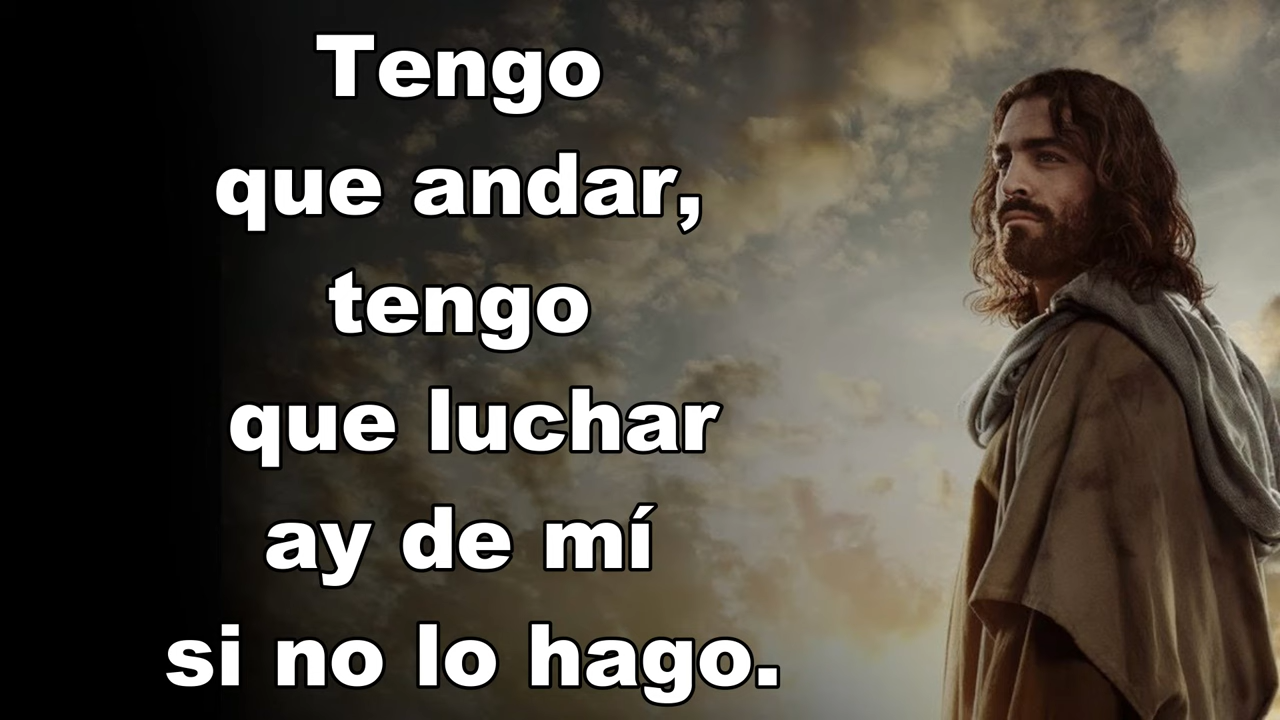 Tengo
que andar,
tengo
que luchar
ay de mí
si no lo hago.